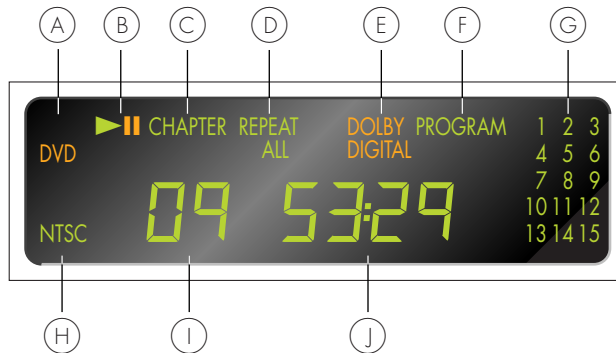 A B C D E F G
CHAPTER REPEAT DOLBY PROGRAM 1 2 3
DVD ALL DIGITAL 4 5 6
7 8 9
09 53:29 10 11 12
NTSC 13 14 15
H I J